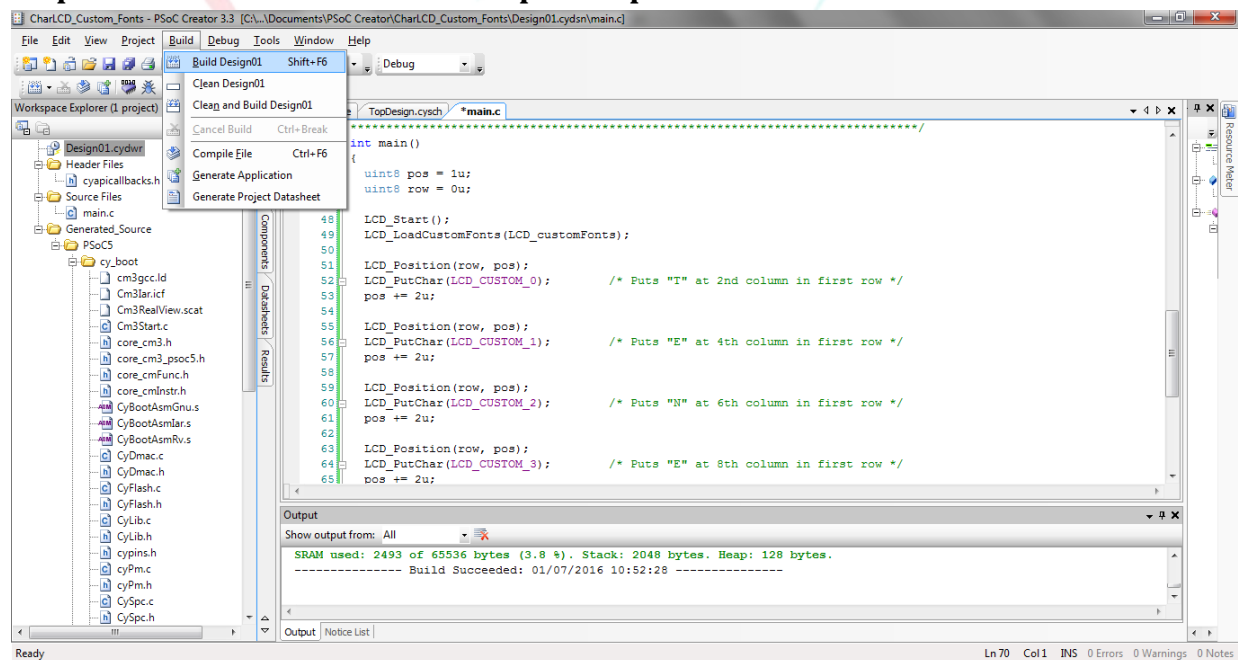 CharLCD_Custom_Fonts - PSoC Creator 3.3 [C:\...\Documents\PSoC Creator\CharLCD_Custom_Fonts\Design01.cydsn\main.c]
File Edit View Project Build Debug Tools Window Help
Build Design01 Shift+F6
Debug
Clean Design01
Clean and Build Design01
Cancel Build Ctrl+Break
Compile File Ctrl+F6
Generate Application
Generate Project Datasheet
Workspace Explorer (1 project)
Design01.cydwr
Header Files
cyapicallbacks.h
Source Files
main.c
Generated_Source
PSoC5
cy_boot
cm3gcc.ld
Cm3Iar.icf
Cm3RealView.scat
Cm3Start.c
core_cm3.h
core_cm3_psoc5.h
core_cmFunc.h
core_cmInstr.h
CyBootAsmGnu.s
CyBootAsmIar.s
CyBootAsmRv.s
CyDmac.c
CyDmac.h
CyFlash.c
CyFlash.h
CyLib.c
CyLib.h
cypins.h
cyPm.c
cyPm.h
CySpc.c
CySpc.h
Components
Datasheets
Results
TopDesign.cysch *main.c
int main()
{
uint8 pos = 1u;
uint8 row = 0u;
48 LCD_Start();
49 LCD_LoadCustomFonts(LCD_customFonts);
50
51 LCD_Position(row, pos);
52 LCD_PutChar(LCD_CUSTOM_0); /* Puts "T" at 2nd column in first row */
53 pos += 2u;
54
55 LCD_Position(row, pos);
56 LCD_PutChar(LCD_CUSTOM_1); /* Puts "E" at 4th column in first row */
57 pos += 2u;
58
59 LCD_Position(row, pos);
60 LCD_PutChar(LCD_CUSTOM_2); /* Puts "N" at 6th column in first row */
61 pos += 2u;
62
63 LCD_Position(row, pos);
64 LCD_PutChar(LCD_CUSTOM_3); /* Puts "E" at 8th column in first row */
65 pos += 2u;
Resource Meter
Output
Show output from: All
SRAM used: 2493 of 65536 bytes (3.8 %). Stack: 2048 bytes. Heap: 128 bytes.
--------------- Build Succeeded: 01/07/2016 10:52:28 ---------------
Output Notice List
Ready Ln 70 Col 1 INS 0 Errors 0 Warnings 0 Notes